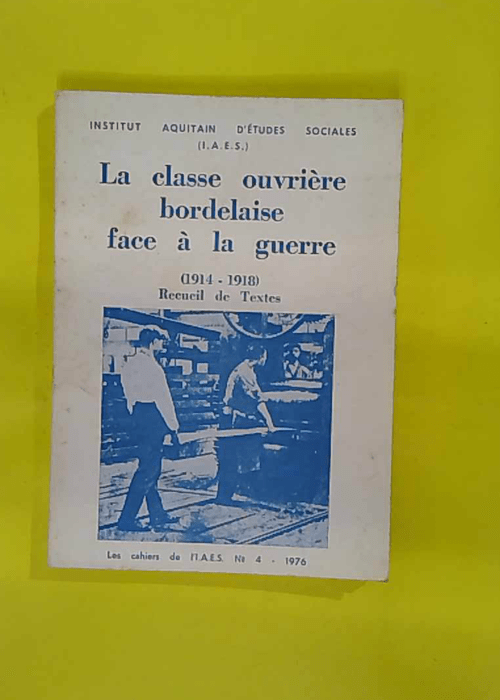 INSTITUT AQUITAIN D'ÉTUDES SOCIALES
(I.A.E.S.)
La classe ouvrière
bordelaise
face à la guerre
(1914 - 1918)
Recueil de Textes
Les cahiers de l'I.A.E.S. Nº 4 - 1976